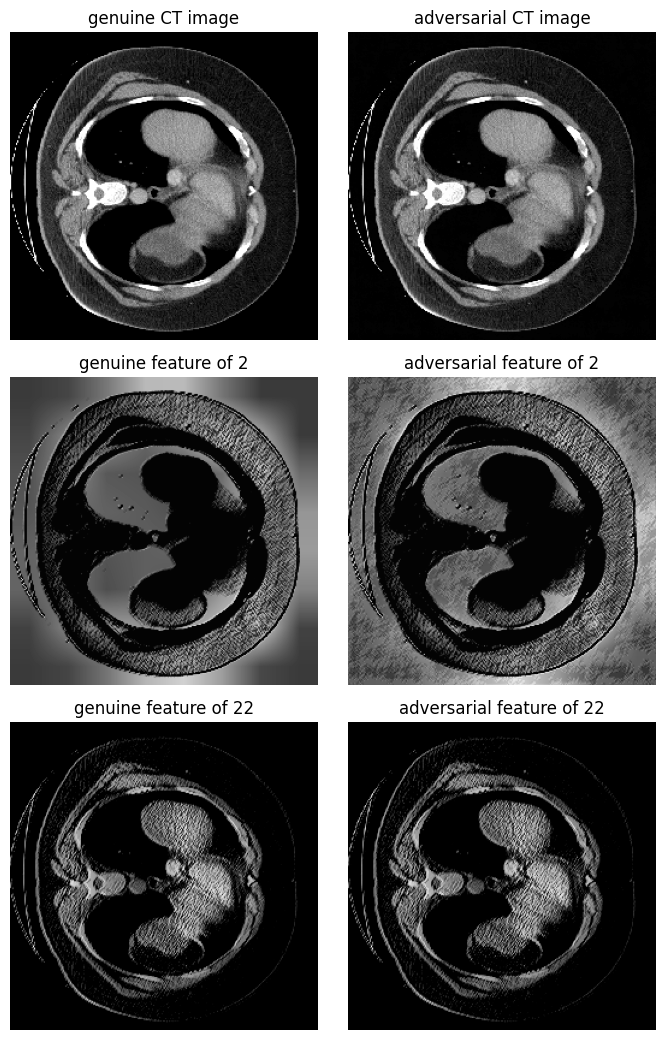 genuine CT image
adversarial CT image
genuine feature of 2
adversarial feature of 2
genuine feature of 22
adversarial feature of 22